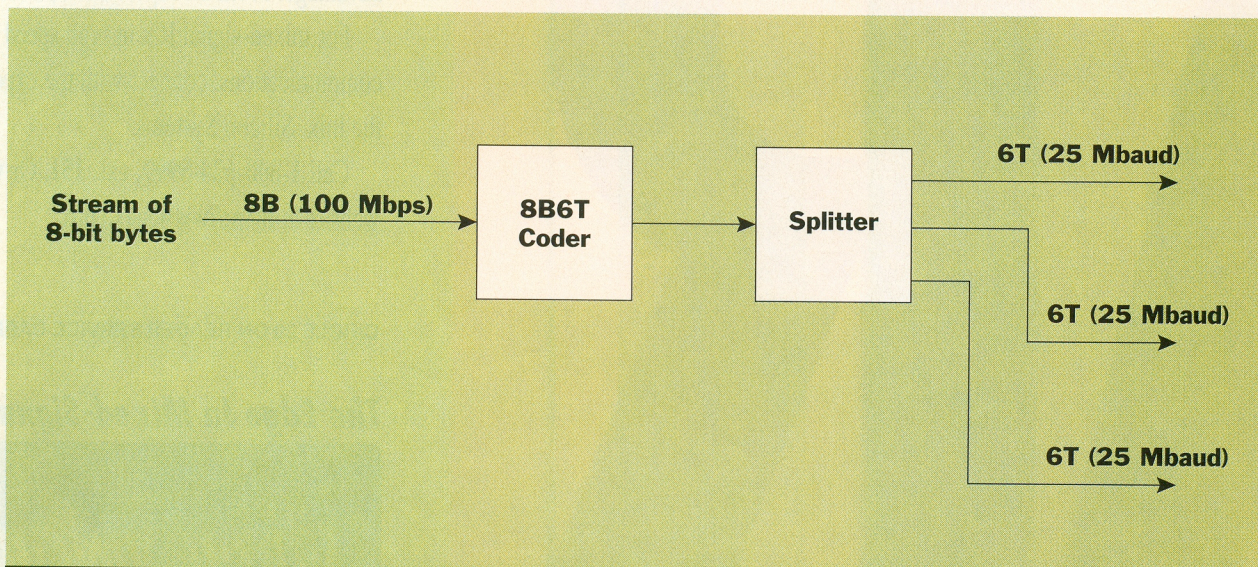 Stream of
8-bit bytes
8B (100 Mbps)
8B6T
Coder
Splitter
6T (25 Mbaud)
6T (25 Mbaud)
6T (25 Mbaud)